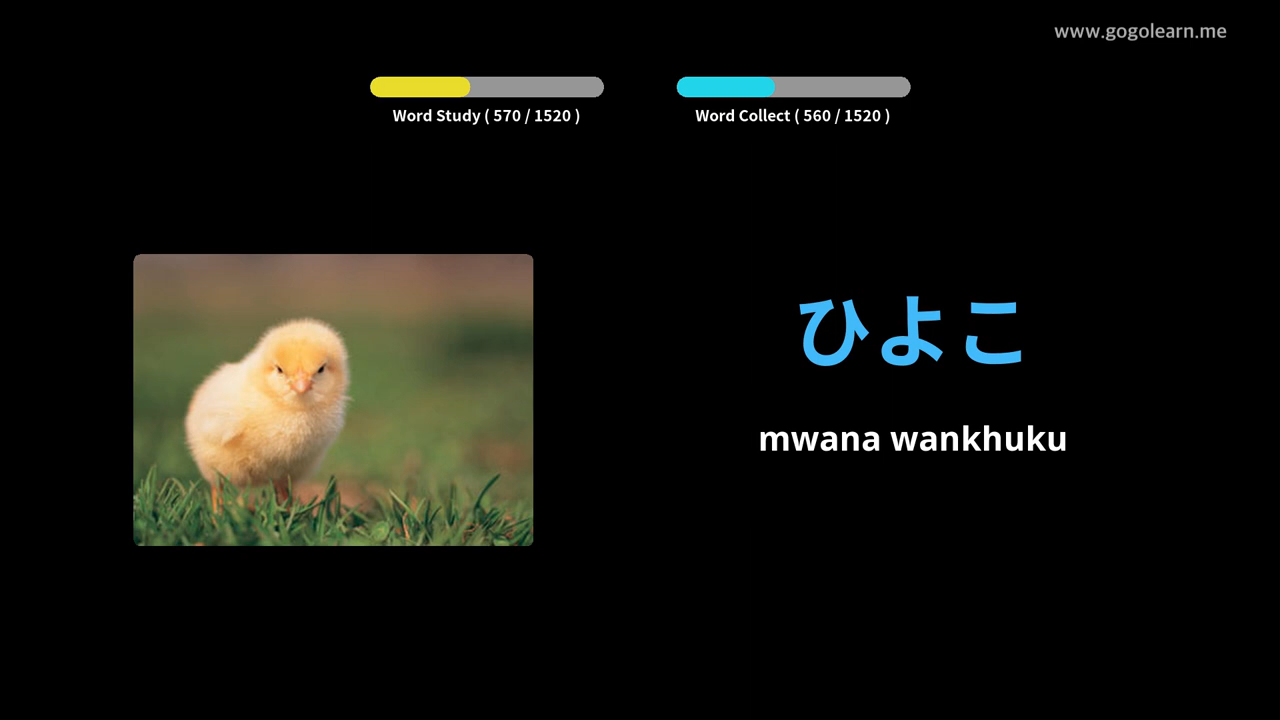 www.gogolearn.me
Word Study ( 570 / 1520 )
Word Collect ( 560 / 1520 )
ひよこ
mwana wankhuku